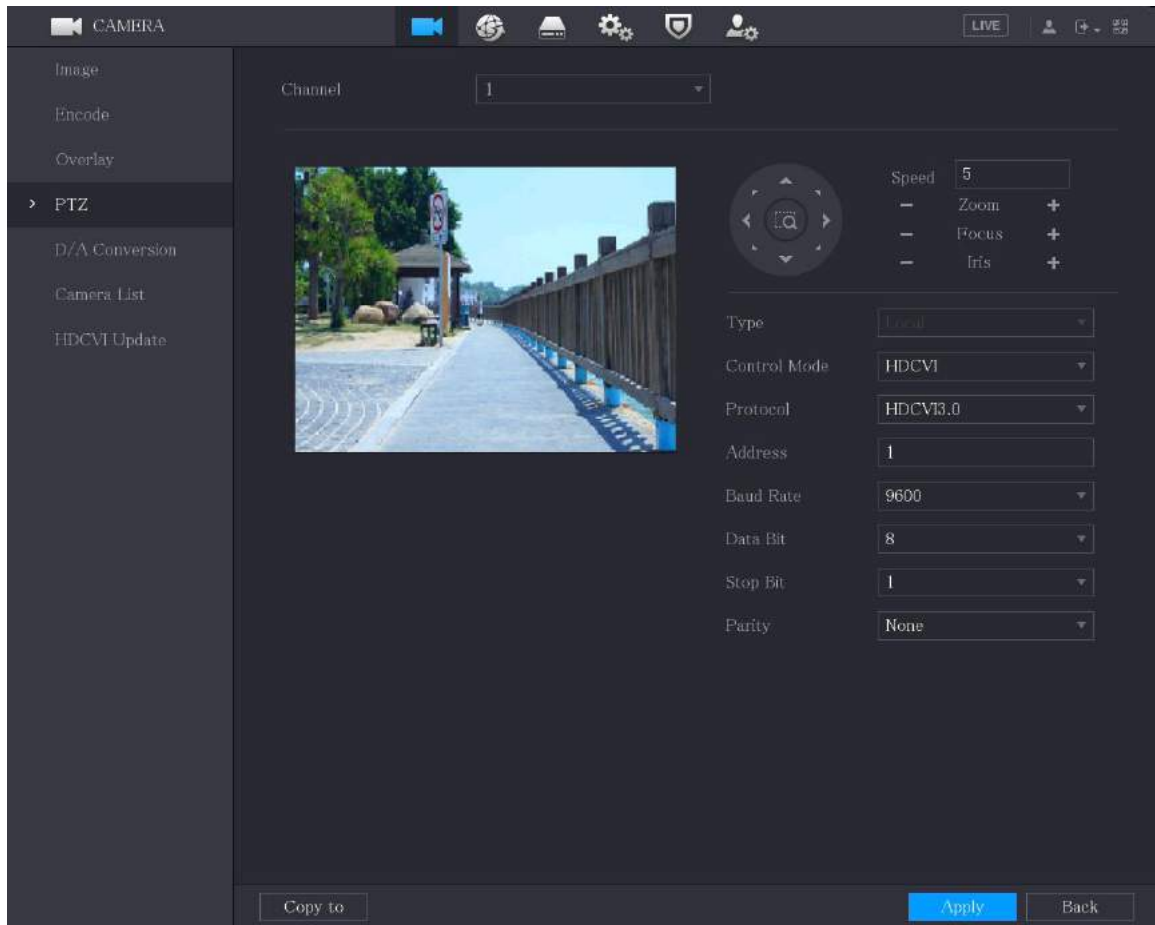 CAMERA
LIVE
Image
Encode
Overlay
PTZ
D/A Conversion
Camera List
HDCVI Update
Channel 1
Speed 5
Zoom
Focus
Iris
Type Local
Control Mode HDCVI
Protocol HDCVI3.0
Address 1
Baud Rate 9600
Data Bit 8
Stop Bit 1
Parity None
Copy to Apply Back